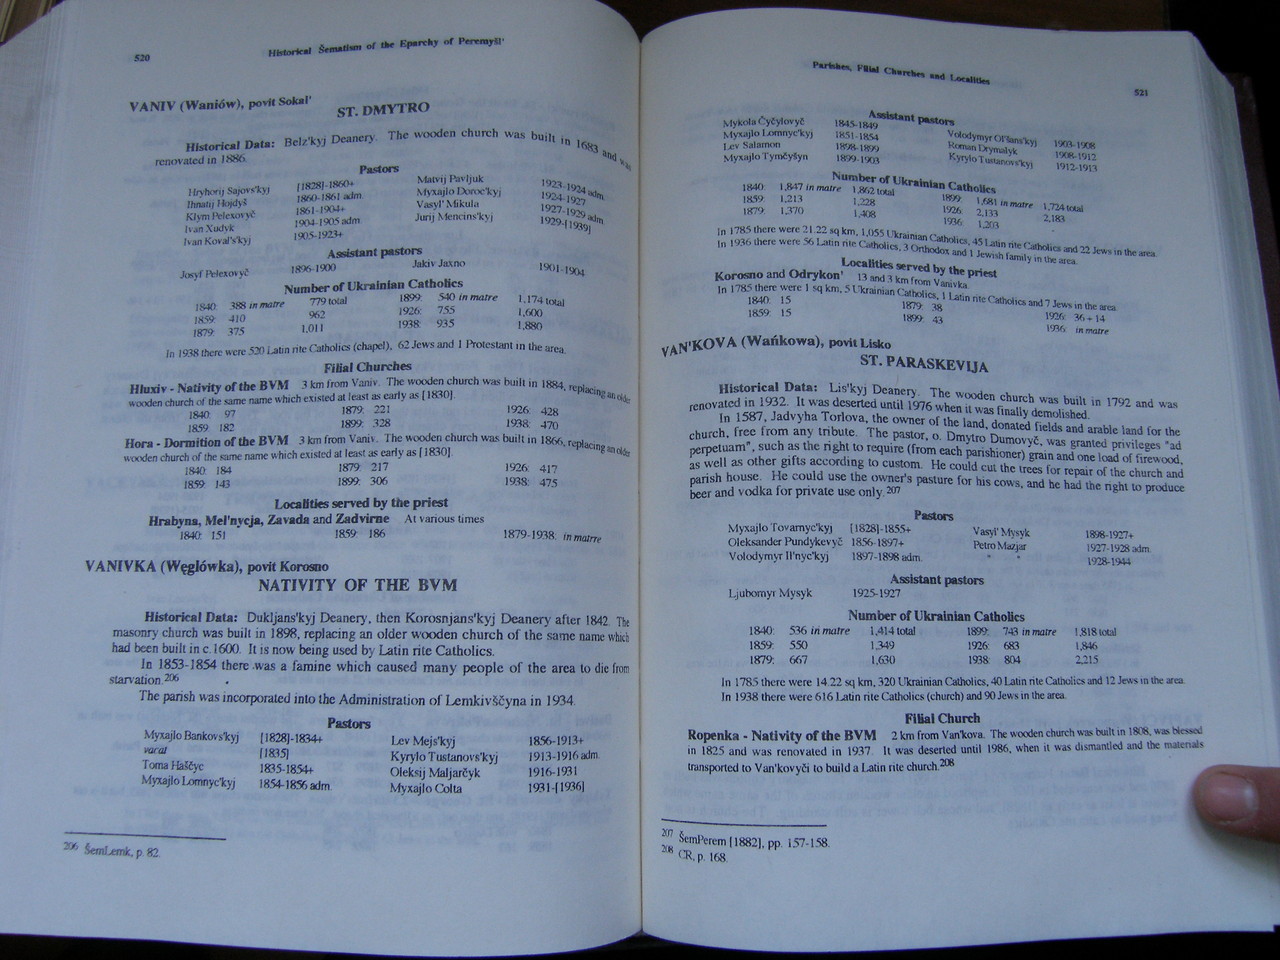 520
Historical Šematism of the Eparchy of Peremyšl'
VANIV (Waniów), povit Sokal'
ST. DMYTRO
Historical Data: Belz'kyj Deanery. The wooden church was built in 1683 and was
renovated in 1886.
Pastors
Hryhorij Sajovs'kyj [1828]-1860+ Matvij Pavljuk 1923-1924 adm.
Ihnatij Hojdyš 1860-1861 adm. Myxajlo Doroc'kyj 1924-1927
Klym Pelexovyč 1861-1904+ Vasyl' Mikula 1927-1929 adm.
Ivan Xudyk 1904-1905 adm. Jurij Mencins'kyj 1929-[1939]
Ivan Koval's'kyj 1905-1923+
Assistant pastors
Josyf Pelexovyč 1896-1900 Jakiv Jaxno 1901-1904
Number of Ukrainian Catholics
1840: 388 in matre 779 total 1899: 540 in matre 1,174 total
1859: 410 962 1926: 755 1,600
1879: 375 1,011 1938: 935 1,880
In 1938 there were 520 Latin rite Catholics (chapel), 62 Jews and 1 Protestant in the area.
Filial Churches
Hluxiv - Nativity of the BVM 3 km from Vaniv. The wooden church was built in 1884, replacing an older
wooden church of the same name which existed at least as early as [1830].
1840: 97 1879: 221 1926: 428
1859: 182 1899: 328 1938: 470
Hora - Dormition of the BVM 3 km from Vaniv. The wooden church was built in 1866, replacing an older
wooden church of the same name which existed at least as early as [1830].
1840: 184 1879: 217 1926: 417
1859: 143 1899: 306 1938: 475
Localities served by the priest
Hrabyna, Mel'nycja, Zavada and Zadvirne At various times
1840: 151 1859: 186 1879-1938: in matrre
VANIVKA (Węglówka), povit Korosno
NATIVITY OF THE BVM
Historical Data: Dukljans'kyj Deanery, then Korosnjans'kyj Deanery after 1842. The
masonry church was built in 1898, replacing an older wooden church of the same name which
had been built in c.1600. It is now being used by Latin rite Catholics.
In 1853-1854 there was a famine which caused many people of the area to die from
starvation.206
The parish was incorporated into the Administration of Lemkivščyna in 1934.
Pastors
Myxajlo Bankovs'kyj [1828]-1834+ Lev Mejs'kyj 1856-1913+
vacat [1835] Kyrylo Tustanovs'kyj 1913-1916 adm.
Toma Haščyc 1835-1854+ Oleksij Maljarčyk 1916-1931
Myxajlo Lomnyc'kyj 1854-1856 adm. Myxajlo Colta 1931-[1936]
206 ŠemLemk, p. 82.
Parishes, Filial Churches and Localities
521
Assistant pastors
Mykola Čyčylovyč 1845-1849 Volodymyr Ol'šans'kyj 1903-1908
Myxajlo Lomnyc'kyj 1851-1854 Roman Drymalyk 1908-1912
Lev Salamon 1898-1899 Kyrylo Tustanovs'kyj 1912-1913
Myxajlo Tymčyšyn 1899-1903
Number of Ukrainian Catholics
1840: 1,847 in matre 1,862 total 1899: 1,681 in matre 1,724 total
1859: 1,213 1,228 1926: 2,133 2,183
1879: 1,370 1,408 1936: 1,203
In 1785 there were 21.22 sq km, 1,055 Ukrainian Catholics, 45 Latin rite Catholics and 22 Jews in the area.
In 1936 there were 56 Latin rite Catholics, 3 Orthodox and 1 Jewish family in the area.
Localities served by the priest
Korosno and Odrykon' 13 and 3 km from Vanivka.
In 1785 there were 1 sq km, 5 Ukrainian Catholics, 1 Latin rite Catholics and 7 Jews in the area.
1840: 15 1879: 38 1926: 36 + 14
1859: 15 1899: 43 1936: in matre
VAN'KOVA (Wańkowa), povit Lisko
ST. PARASKEVIJA
Historical Data: Lis'kyj Deanery. The wooden church was built in 1792 and was
renovated in 1932. It was deserted until 1976 when it was finally demolished.
In 1587, Jadvyha Torlova, the owner of the land, donated fields and arable land for the
church, free from any tribute. The pastor, o. Dmytro Dumovyč, was granted privileges "ad
perpetuam", such as the right to require (from each parishioner) grain and one load of firewood,
as well as other gifts according to custom. He could cut the trees for repair of the church and
parish house. He could use the owner's pasture for his cows, and he had the right to produce
beer and vodka for private use only.207
Pastors
Myxajlo Tovarnyc'kyj [1828]-1855+ Vasyl' Mysyk 1898-1927+
Oleksander Pundykevyč 1856-1897+ Petro Mazjar 1927-1928 adm.
Volodymyr Il'nyc'kyj 1897-1898 adm. " " 1928-1944
Assistant pastors
Ljubomyr Mysyk 1925-1927
Number of Ukrainian Catholics
1840: 536 in matre 1,414 total 1899: 743 in matre 1,818 total
1859: 550 1,349 1926: 683 1,846
1879: 667 1,630 1938: 804 2,215
In 1785 there were 14.22 sq km, 320 Ukrainian Catholics, 40 Latin rite Catholics and 12 Jews in the area.
In 1938 there were 616 Latin rite Catholics (church) and 90 Jews in the area.
Filial Church
Ropenka - Nativity of the BVM 2 km from Van'kova. The wooden church was built in 1808, was blessed
in 1825 and was renovated in 1937. It was deserted until 1986, when it was dismantled and the materials
transported to Van'kovyči to build a Latin rite church.208
207 ŠemPerem [1882], pp. 157-158.
208 CR, p. 168.